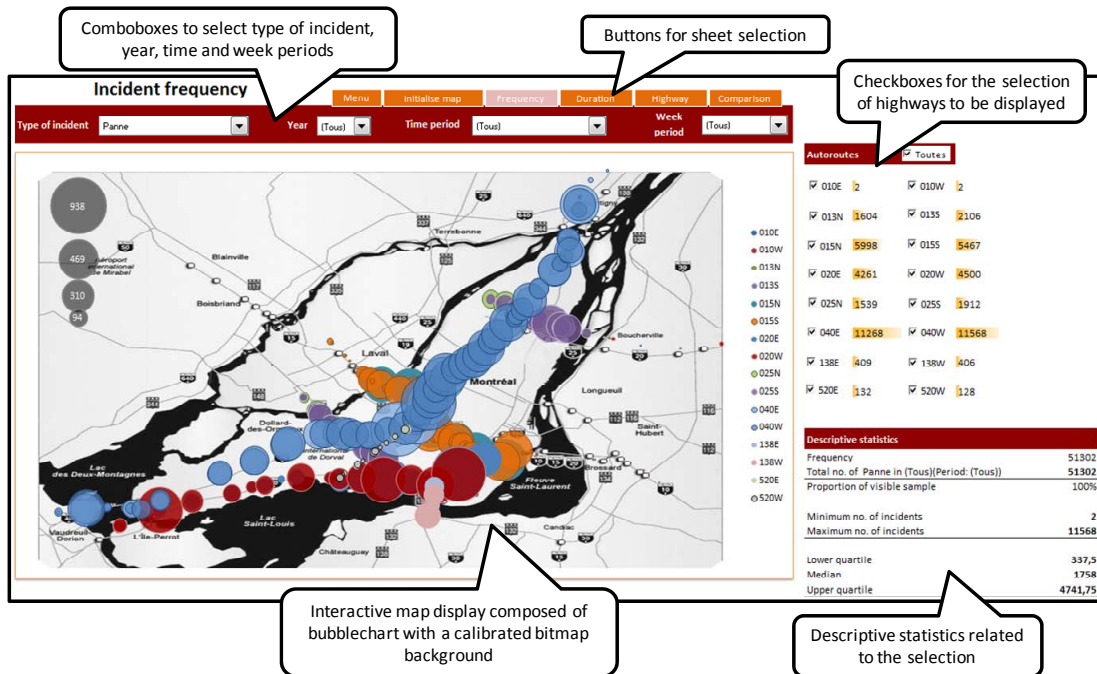 Comboboxes to select type of incident,
year, time and week periods
Buttons for sheet selection
Checkboxes for the selection
of highways to be displayed
Incident frequency
Menu Initialise map Frequency Duration Highway Comparison
Type of incident Panne Year (Tous) Time period (Tous) Week
period (Tous)
Autoroutes Toutes
010E 2 010W 2
013N 1604 013S 2106
015N 5998 015S 5467
020E 4261 020W 4500
025N 1539 025S 1912
040E 11268 040W 11568
138E 409 138W 406
520E 132 520W 128
938
469
310
94
Terrebonne
Blainville
international
de Mirabel
Boisbriand
Laval
Boucherville
Montréal
Longueuil
Saint-
Hubert
Dollard-
des-Ormeaux
International
de Dorval
Brossard
Lac
des Deux-Montagnes
Fleuve
Saint-Laurent
Lac
Saint-Louis
Vaudreuil
Dorion
L'Île-Perrot
Candiac
Châteauguay
010E
010W
013N
013S
015N
015S
020E
020W
025N
025S
040E
040W
138E
138W
520E
520W
Descriptive statistics
Frequency 51302
Total no. of Panne in (Tous)(Period: (Tous)) 51302
Proportion of visible sample 100%
Minimum no. of incidents 2
Maximum no. of incidents 11568
Lower quartile 337,5
Median 1758
Upper quartile 4741,75
Interactive map display composed of
bubblechart with a calibrated bitmap
background
Descriptive statistics related
to the selection